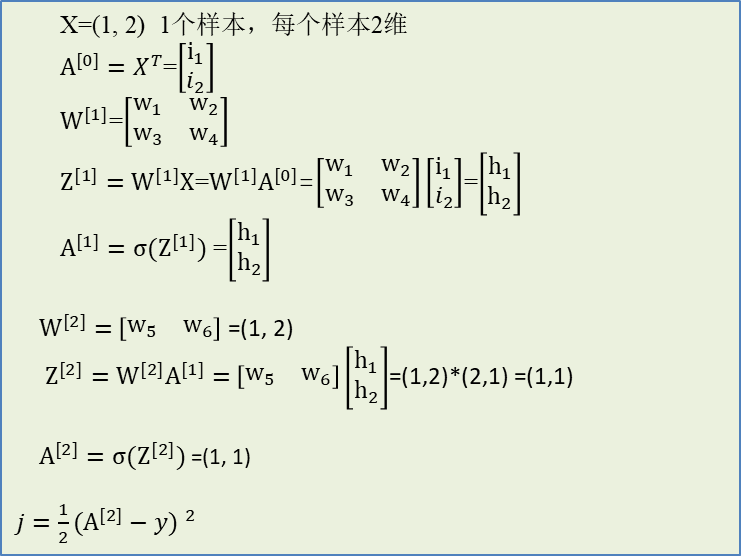 X=(1, 2) 1个样本，每个样本2维
A^[0] = X^T = [i₁; i₂]
W^[1] = [w₁ w₂; w₃ w₄]
Z^[1] = W^[1]X=W^[1]A^[0] = [w₁ w₂; w₃ w₄] [i₁; i₂] = [h₁; h₂]
A^[1] = σ(Z^[1]) = [h₁; h₂]
W^[2] = [w₅ w₆] =(1, 2)
Z^[2] = W^[2]A^[1] = [w₅ w₆] [h₁; h₂] =(1,2)*(2,1) =(1,1)
A^[2] = σ(Z^[2]) =(1, 1)
j = 1/2 (A^[2] − y) ²